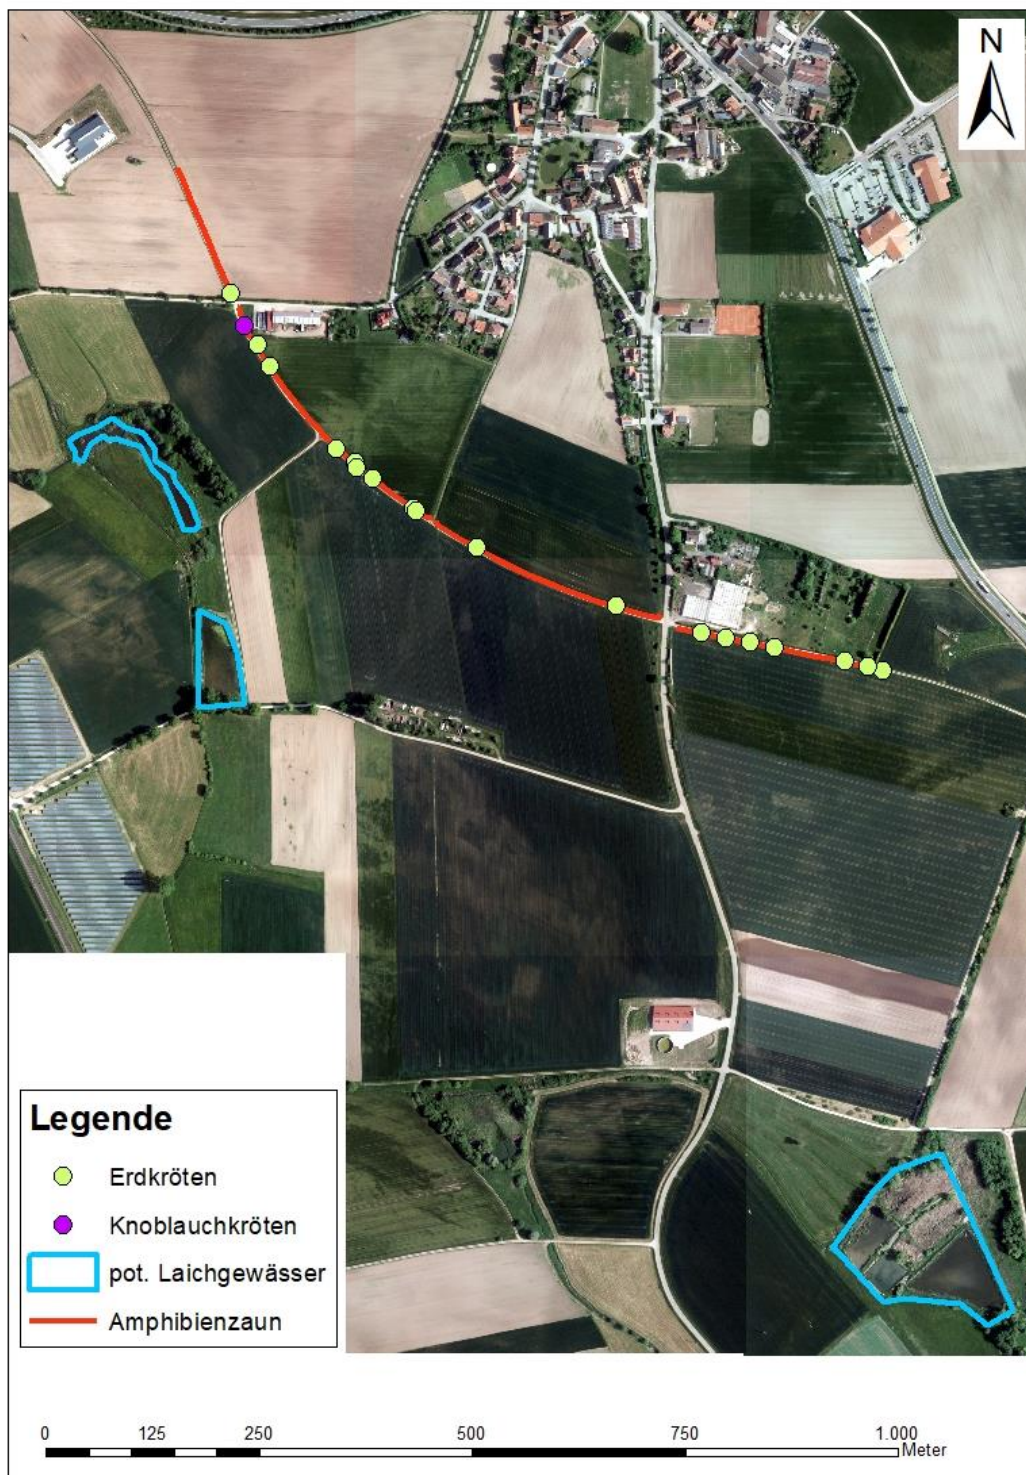 N
Legende
Erdkröten
Knoblauchkröten
pot. Laichgewässer
Amphibienzaun
0 125 250 500 750 1.000
Meter